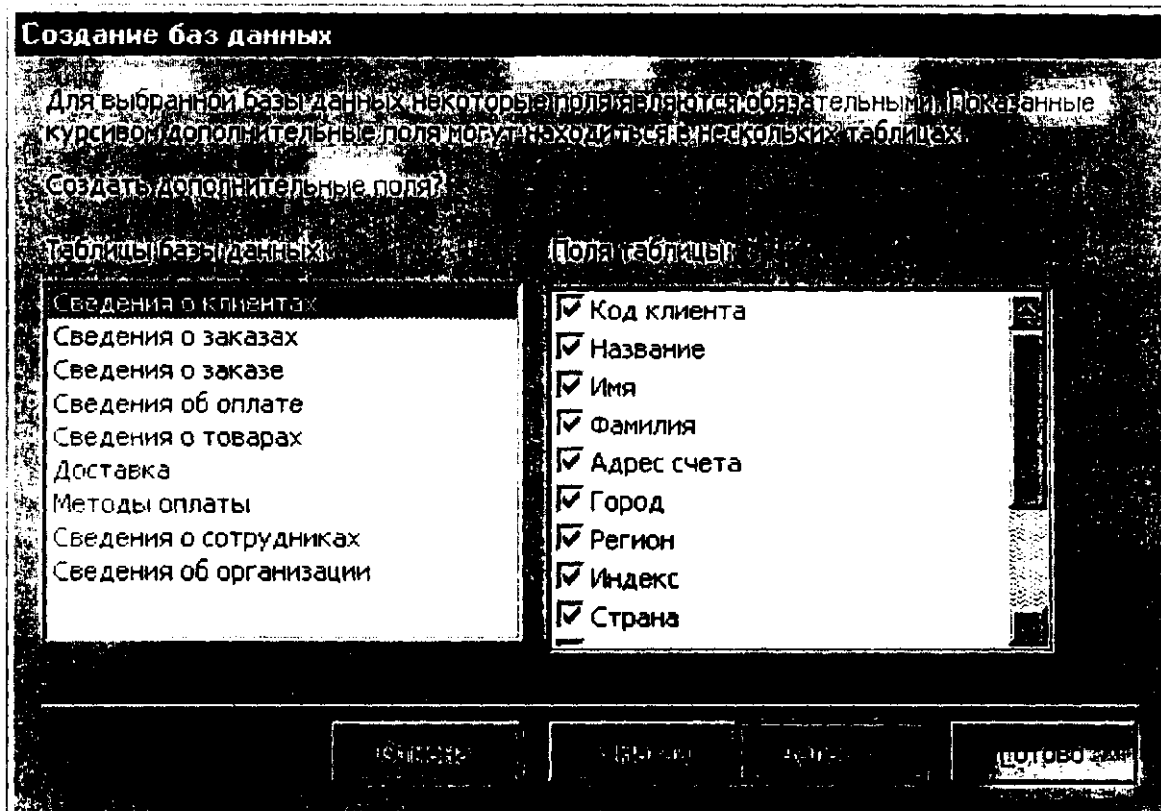 Создание баз данных
Для выбранной базы данных некоторые поля являются обязательными. Показанные
курсивом дополнительные поля могут находиться в нескольких таблицах.
Создать дополнительные поля?
Таблицы базы данных:
Поля таблицы:
Сведения о клиентах
Сведения о заказах
Сведения о заказе
Сведения об оплате
Сведения о товарах
Доставка
Методы оплаты
Сведения о сотрудниках
Сведения об организации
Код клиента
Название
Имя
Фамилия
Адрес счета
Город
Регион
Индекс
Страна
Готово